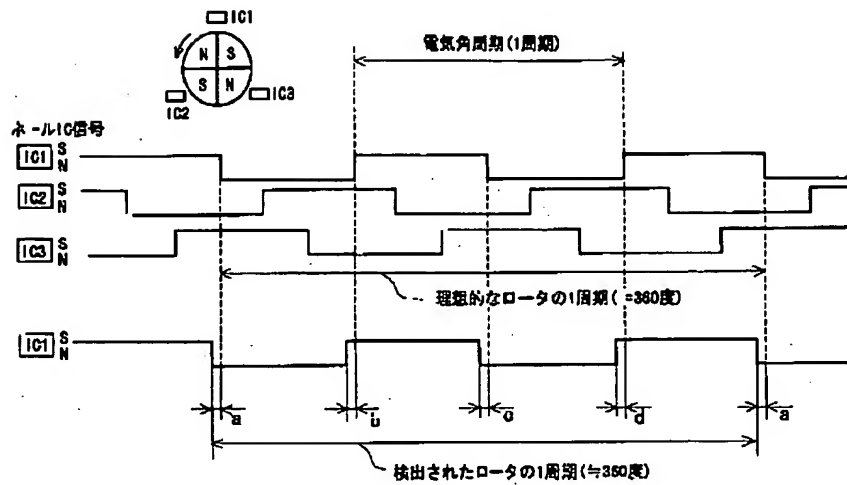 IC1
電気角周期(1周期)
N S
S N
IC2
IC3
ホールIC信号
IC1 S
N
IC2 S
N
IC3 S
N
理想的なロータの1周期(=360度)
IC1 S
N
a b c d a
検出されたロータの1周期(≒360度)